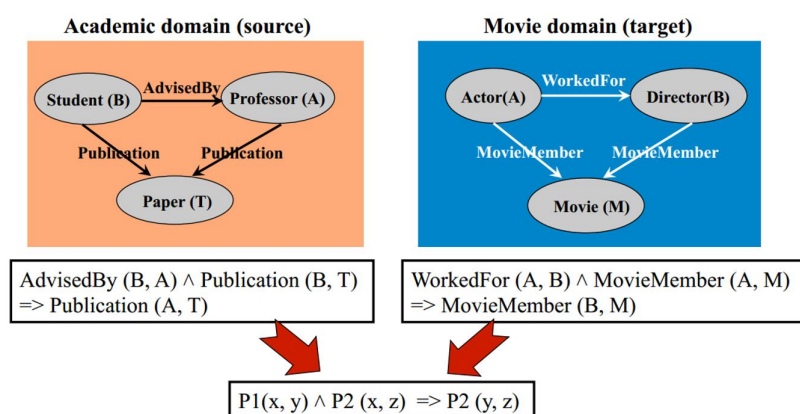 Academic domain (source)
Movie domain (target)
AdvisedBy
Student (B)
Professor (A)
Publication
Publication
Paper (T)
WorkedFor
Actor(A)
Director(B)
MovieMember
MovieMember
Movie (M)
AdvisedBy (B, A) ^ Publication (B, T)
=> Publication (A, T)
WorkedFor (A, B) ^ MovieMember (A, M)
=> MovieMember (B, M)
P1(x, y) ^ P2 (x, z) => P2 (y, z)